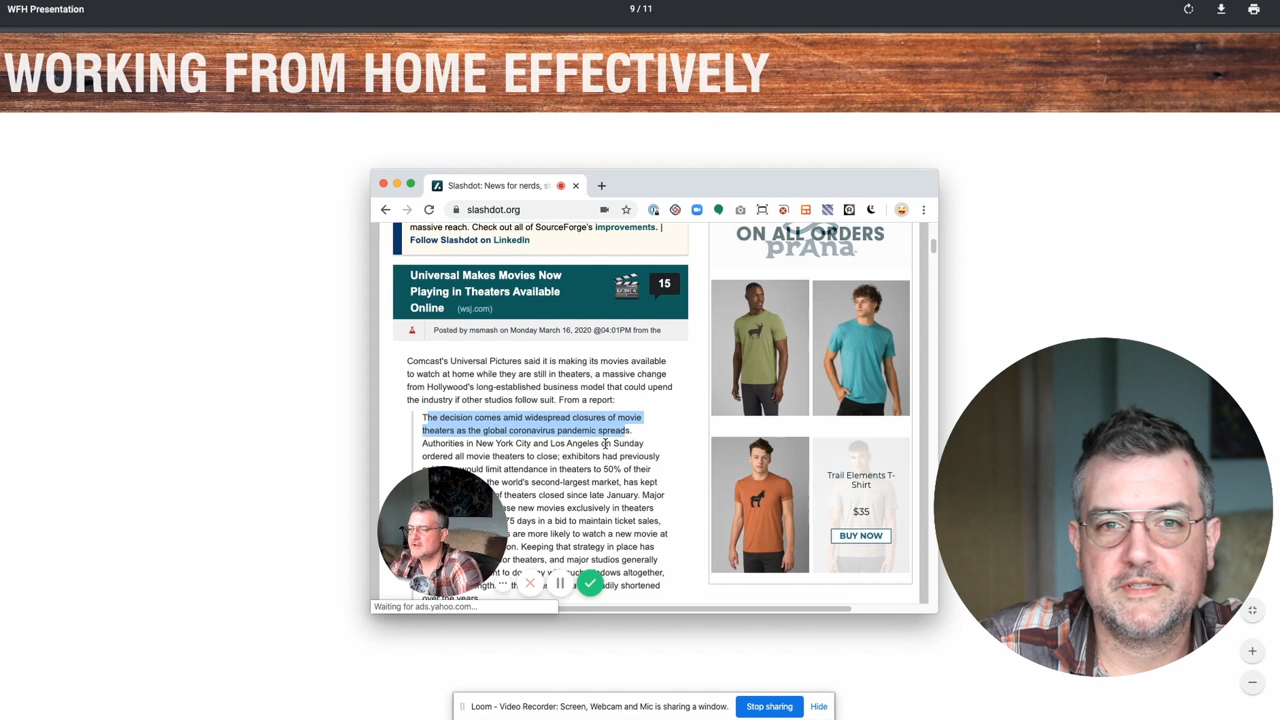 WFH Presentation
9 / 11
WORKING FROM HOME EFFECTIVELY
Slashdot: News for nerds, s
slashdot.org
massive reach. Check out all of SourceForge's improvements. |
Follow Slashdot on LinkedIn
Universal Makes Movies Now
Playing in Theaters Available
Online (wsj.com)
15
Posted by msmash on Monday March 16, 2020 @04:01PM from the
Comcast's Universal Pictures said it is making its movies available
to watch at home while they are still in theaters, a massive change
from Hollywood's long-established business model that could upend
the industry if other studios follow suit. From a report:
The decision comes amid widespread closures of movie
theaters as the global coronavirus pandemic spreads.
Authorities in New York City and Los Angeles on Sunday
ordered all movie theaters to close; exhibitors had previously
would limit attendance in theaters to 50% of their
the world's second-largest market, has kept
of theaters closed since late January. Major
new movies exclusively in theaters
75 days in a bid to maintain ticket sales,
are more likely to watch a new movie at
Keeping that strategy in place has
theaters, and major studios generally
altogether,
shortened
over the years.
ON ALL ORDERS
prAna
Trail Elements T-
Shirt
$35
BUY NOW
Waiting for ads.yahoo.com...
Loom - Video Recorder: Screen, Webcam and Mic is sharing a window.
Stop sharing
Hide